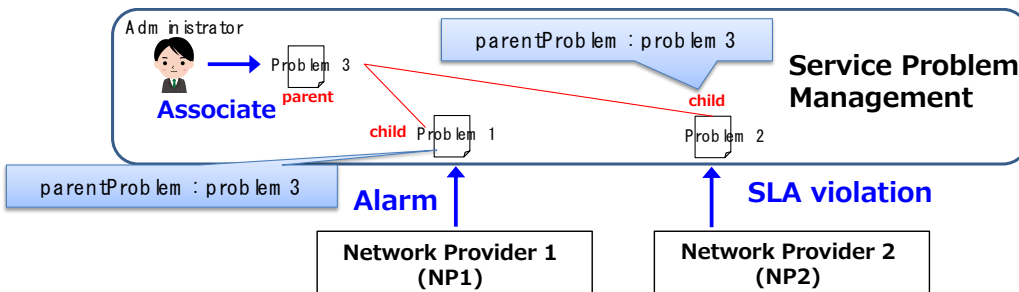 Administrator
parentProblem : problem 3
Problem 3
Service Problem
Management
Associate
parent
child
child
Problem 1
Problem 2
parentProblem : problem 3
Alarm
SLA violation
Network Provider 1
(NP1)
Network Provider 2
(NP2)